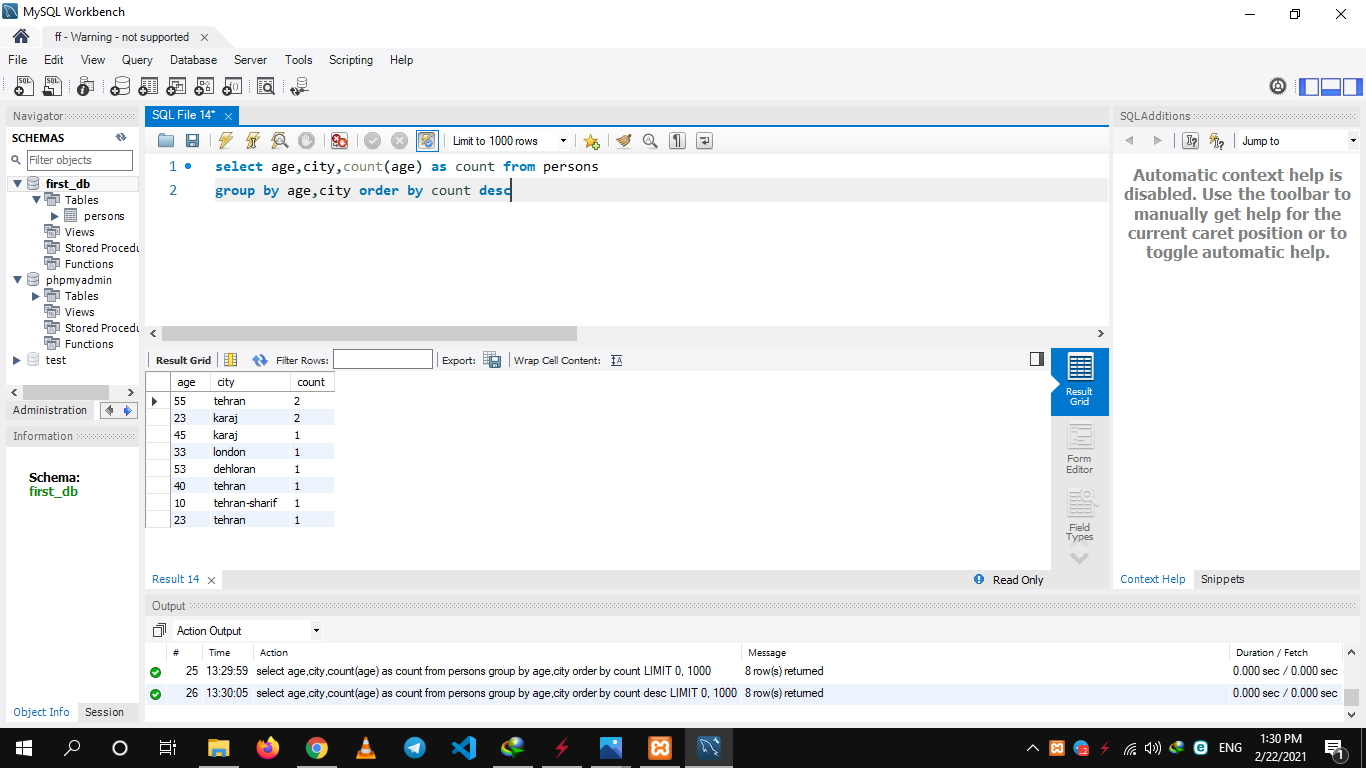 MySQL Workbench
ff - Warning - not supported
File Edit View Query Database Server Tools Scripting Help
Navigator
SCHEMAS
Filter objects
first_db
Tables
persons
Views
Stored Procedu
Functions
phpmyadmin
Tables
Views
Stored Procedu
Functions
test
Administration
Information
Schema:
first_db
Object Info Session
SQL File 14*
Limit to 1000 rows
1 select age,city,count(age) as count from persons
2 group by age,city order by count desc
Result Grid Filter Rows: Export: Wrap Cell Content:
age city count
55 tehran 2
23 karaj 2
45 karaj 1
33 london 1
53 dehloran 1
40 tehran 1
10 tehran-sharif 1
23 tehran 1
Result Grid
Form Editor
Field Types
Result 14
Read Only
SQLAdditions
Jump to
Automatic context help is
disabled. Use the toolbar to
manually get help for the
current caret position or to
toggle automatic help.
Context Help Snippets
Output
Action Output
# Time Action Message Duration / Fetch
25 13:29:59 select age,city,count(age) as count from persons group by age,city order by count LIMIT 0, 1000 8 row(s) returned 0.000 sec / 0.000 sec
26 13:30:05 select age,city,count(age) as count from persons group by age,city order by count desc LIMIT 0, 1000 8 row(s) returned 0.000 sec / 0.000 sec
ENG
1:30 PM
2/22/2021
1